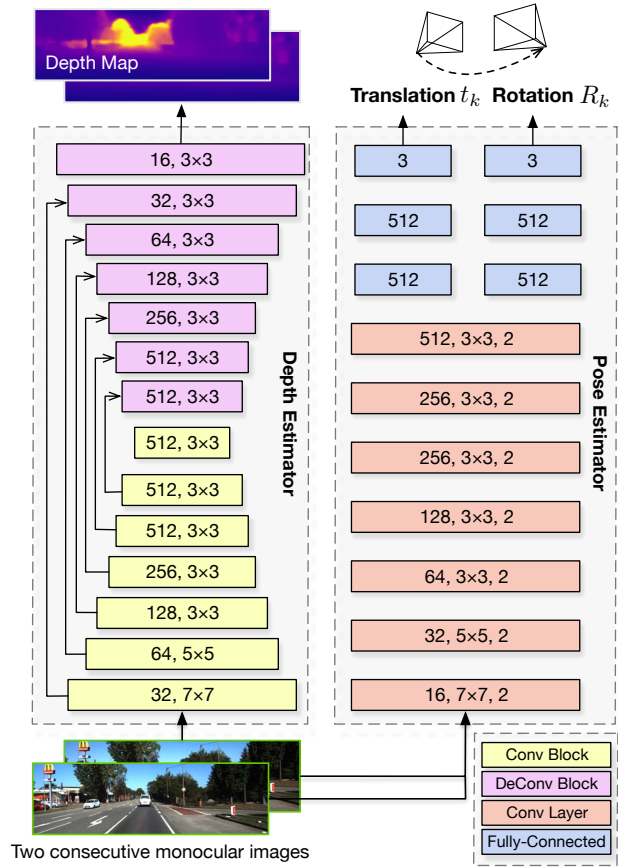 Depth Map
Translation t_k Rotation R_k
16, 3×3
32, 3×3
64, 3×3
128, 3×3
256, 3×3
512, 3×3
512, 3×3
512, 3×3
512, 3×3
512, 3×3
256, 3×3
128, 3×3
64, 5×5
32, 7×7
Depth Estimator
3 3
512 512
512 512
512, 3×3, 2
256, 3×3, 2
256, 3×3, 2
128, 3×3, 2
64, 3×3, 2
32, 5×5, 2
16, 7×7, 2
Pose Estimator
Two consecutive monocular images
Conv Block
DeConv Block
Conv Layer
Fully-Connected